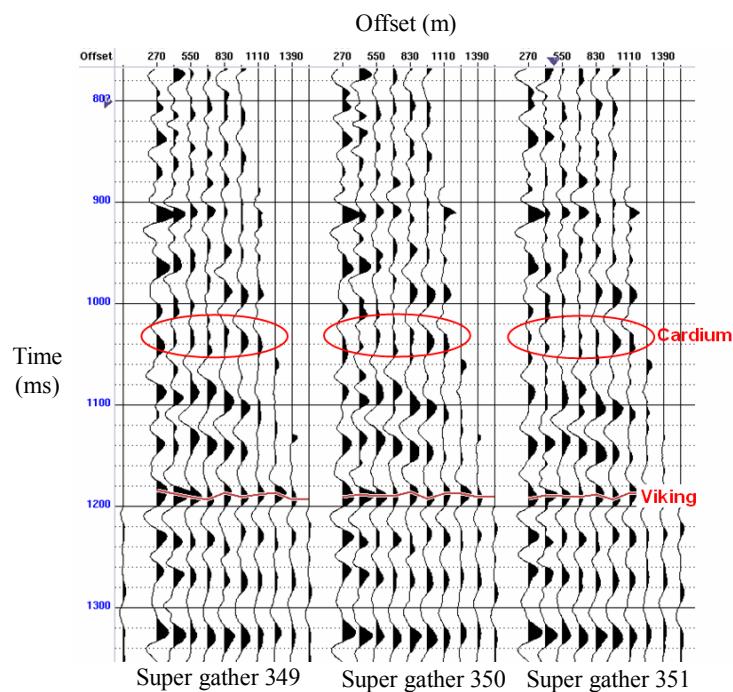 Offset (m)
Offset 270 550 830 1110 1390 270 550 830 1110 1390 270 550 830 1110 1390
900
1000
Cardium
Time
(ms)
1100
Viking
1200
1300
Super gather 349 Super gather 350 Super gather 351